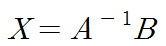 X = A⁻¹B